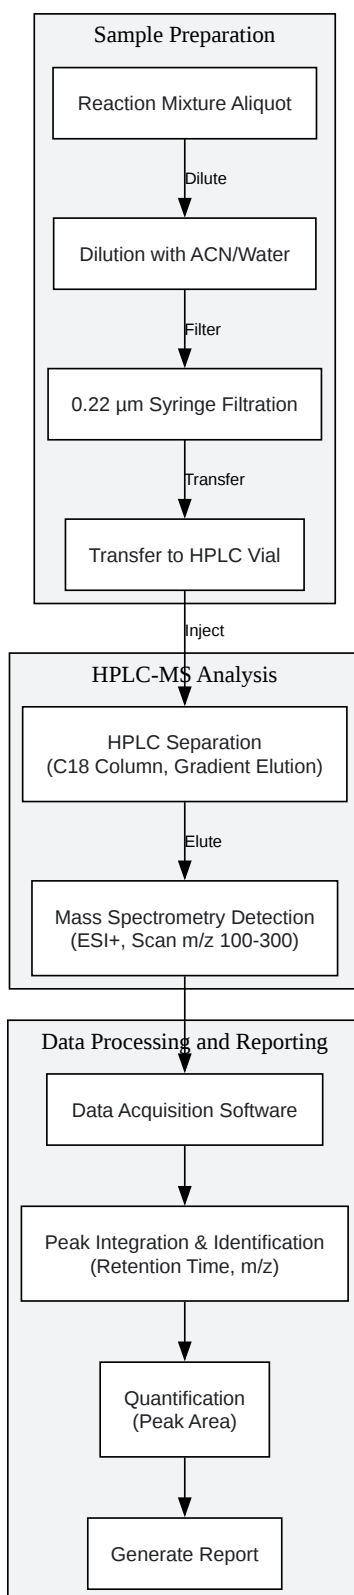 Sample Preparation
Reaction Mixture Aliquot
Dilute
Dilution with ACN/Water
Filter
0.22 µm Syringe Filtration
Transfer
Transfer to HPLC Vial
Inject
HPLC-MS Analysis
HPLC Separation
(C18 Column, Gradient Elution)
Elute
Mass Spectrometry Detection
(ESI+, Scan m/z 100-300)
Data Processing and Reporting
Data Acquisition Software
Peak Integration & Identification
(Retention Time, m/z)
Quantification
(Peak Area)
Generate Report